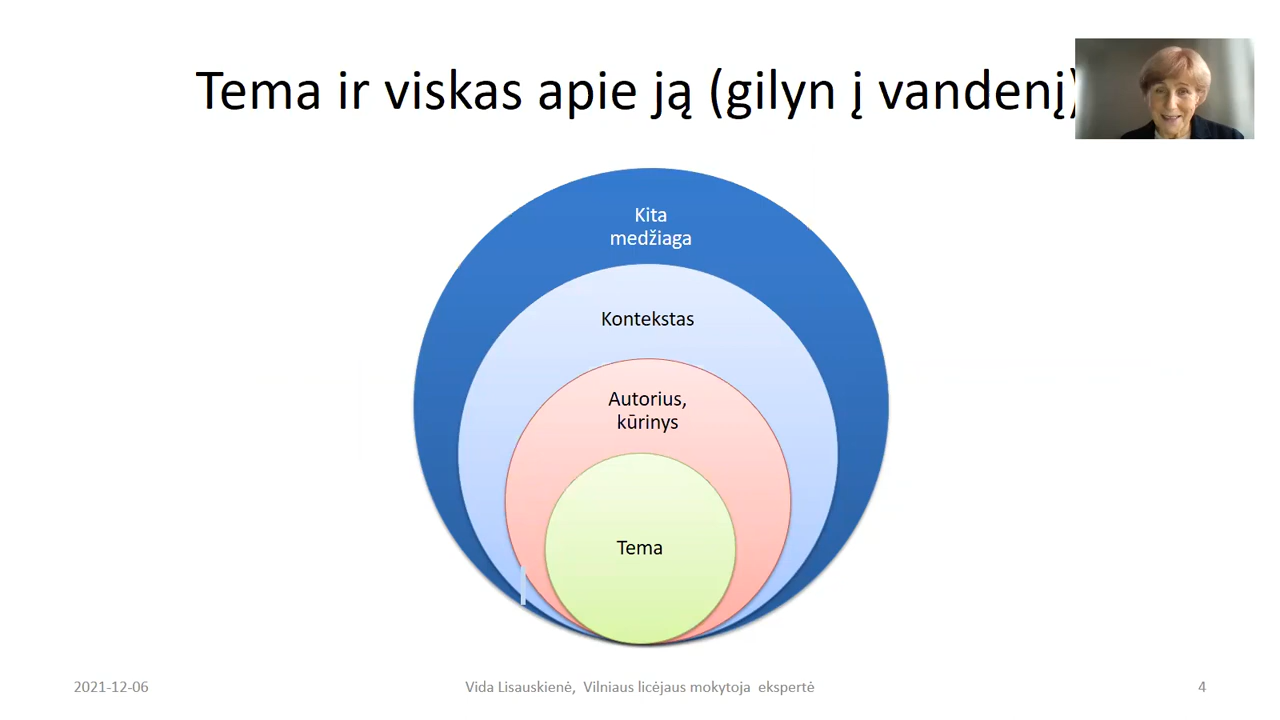 Tema ir viskas apie ją (gilyn į vandenį)
Kita
medžiaga
Kontekstas
Autorius,
kūrinys
Tema
2021-12-06
Vida Lisauskienė, Vilniaus licėjaus mokytoja ekspertė
4